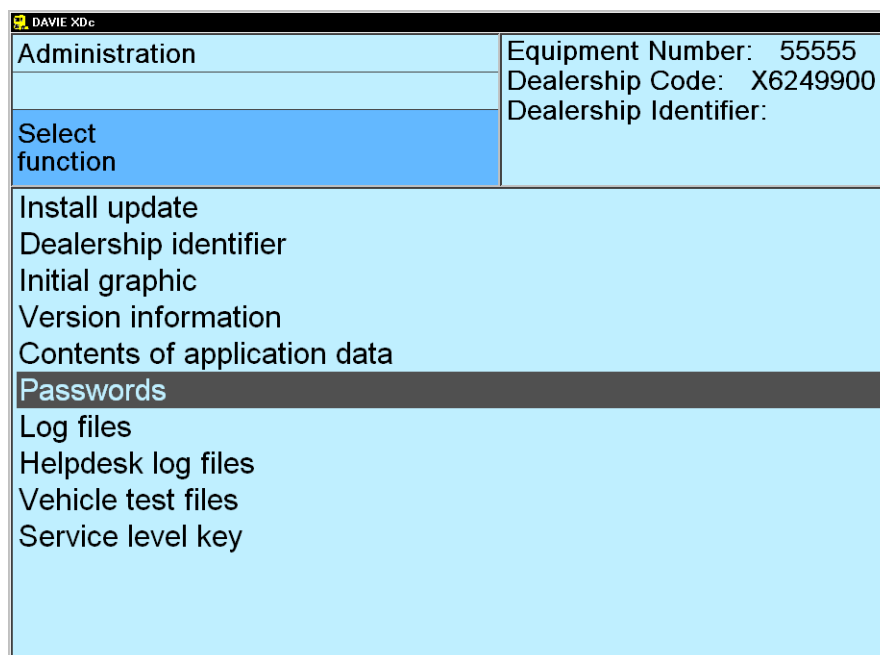 DAVIE XDc
Administration
Equipment Number: 55555
Dealership Code: X6249900
Dealership Identifier:
Select
function
Install update
Dealership identifier
Initial graphic
Version information
Contents of application data
Passwords
Log files
Helpdesk log files
Vehicle test files
Service level key